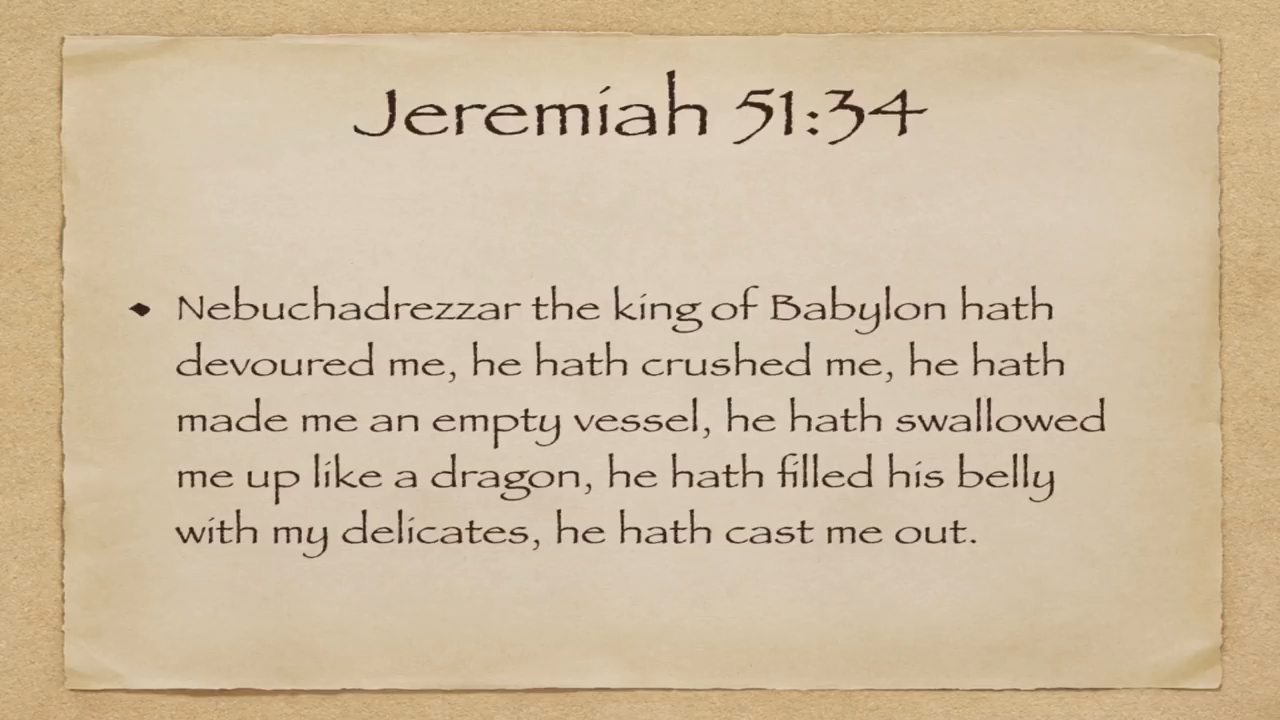 Jeremiah 51:34
• Nebuchadrezzar the king of Babylon hath
devoured me, he hath crushed me, he hath
made me an empty vessel, he hath swallowed
me up like a dragon, he hath filled his belly
with my delicates, he hath cast me out.